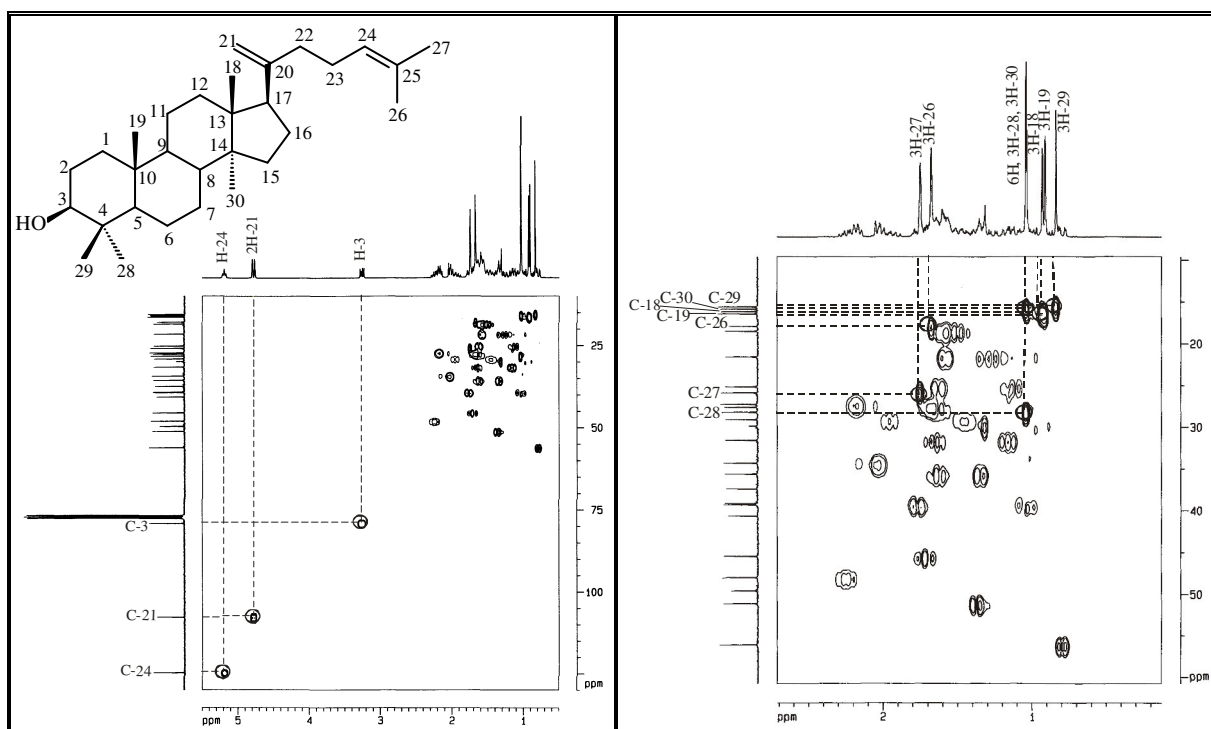 21
22
24
27
20
23
25
26
18
12
17
11
19
13
16
1
9
14
2
10
8
15
30
3
HO
4
5
7
6
29
28
H-24
2H-21
H-3
25
50
75
100
ppm
C-3
C-21
C-24
ppm 5 4 3 2 1
3H-27
3H-26
6H, 3H-28, 3H-30
3H-18
3H-19
3H-29
C-30 C-29
C-18
C-19
C-26
C-27
C-28
20
30
40
50
ppm
ppm 2 1